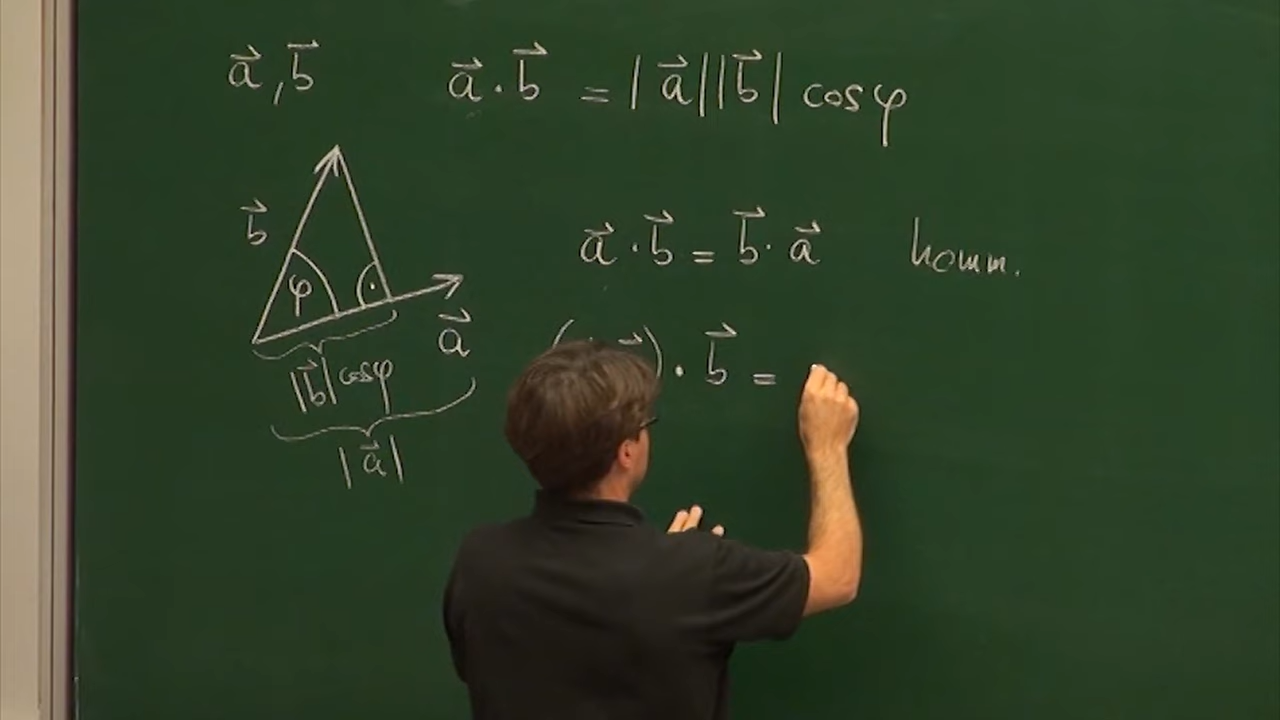 a⃗, b⃗
a⃗ · b⃗ = |a⃗||b⃗| cos φ
b⃗
φ
a⃗
|b⃗| cos φ
|a⃗|
a⃗ · b⃗ = b⃗ · a⃗ komm.
( ) · b⃗ =